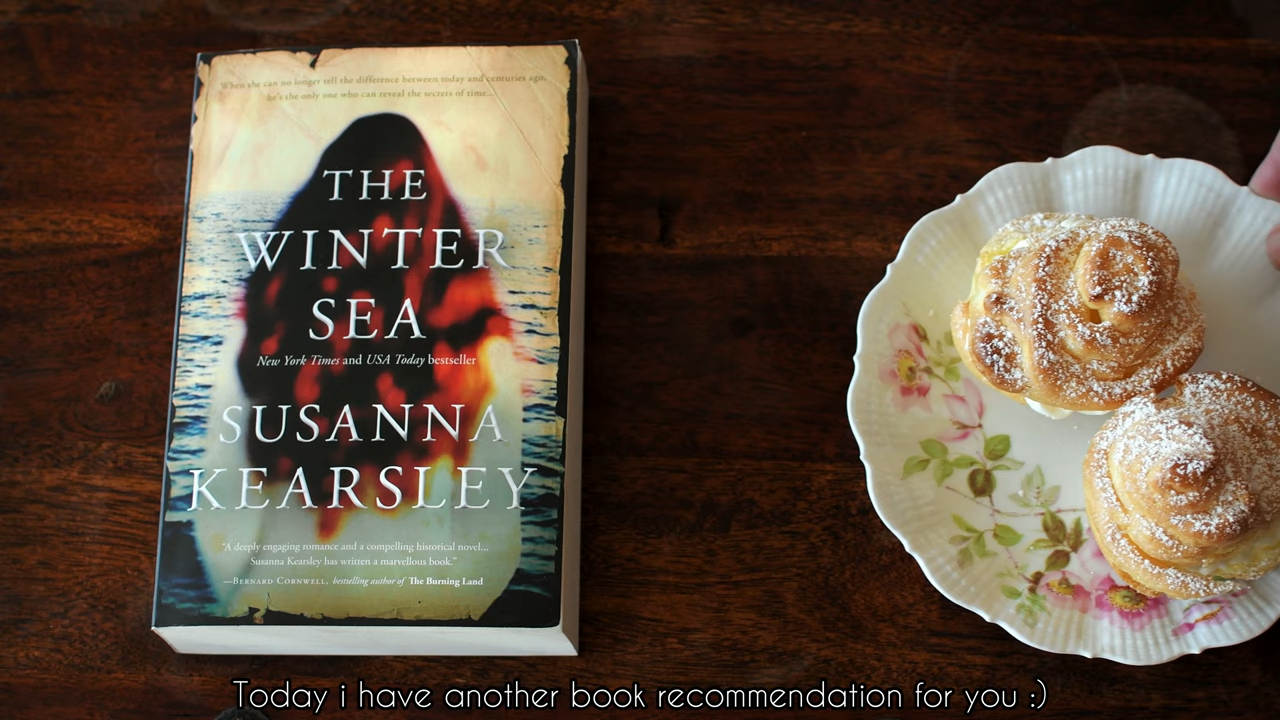 When she can no longer tell the difference between today and centuries ago,
he's the only one who can reveal the secrets of time...
THE
WINTER
SEA
New York Times and USA Today bestseller
SUSANNA
KEARSLEY
"A deeply engaging romance and a compelling historical novel...
Susanna Kearsley has written a marvellous book."
—BERNARD CORNWELL, bestselling author of The Burning Land
Today i have another book recommendation for you :)